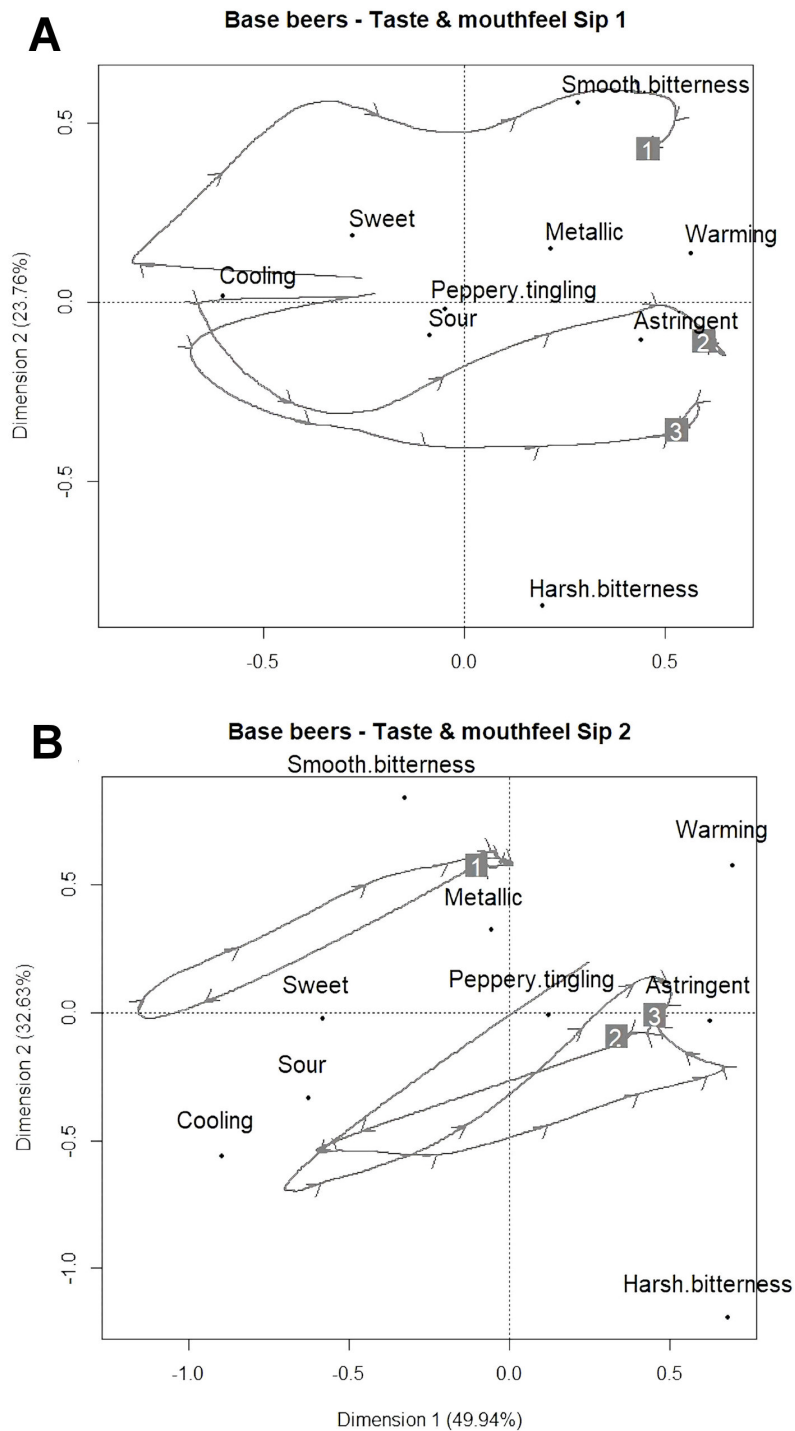 A
Base beers - Taste & mouthfeel Sip 1
Smooth.bitterness
0.5
1
Sweet
Metallic
Warming
Cooling
Peppery.tingling
0.0
Sour
Astringent
2
3
Dimension 2 (23.76%)
-0.5
Harsh.bitterness
-0.5
0.0
0.5
B
Base beers - Taste & mouthfeel Sip 2
Smooth.bitterness
Warming
0.5
1
Metallic
Sweet
Peppery.tingling
Astringent
0.0
3
2
Sour
Dimension 2 (32.63%)
Cooling
-0.5
-1.0
Harsh.bitterness
-1.0
-0.5
0.0
0.5
Dimension 1 (49.94%)